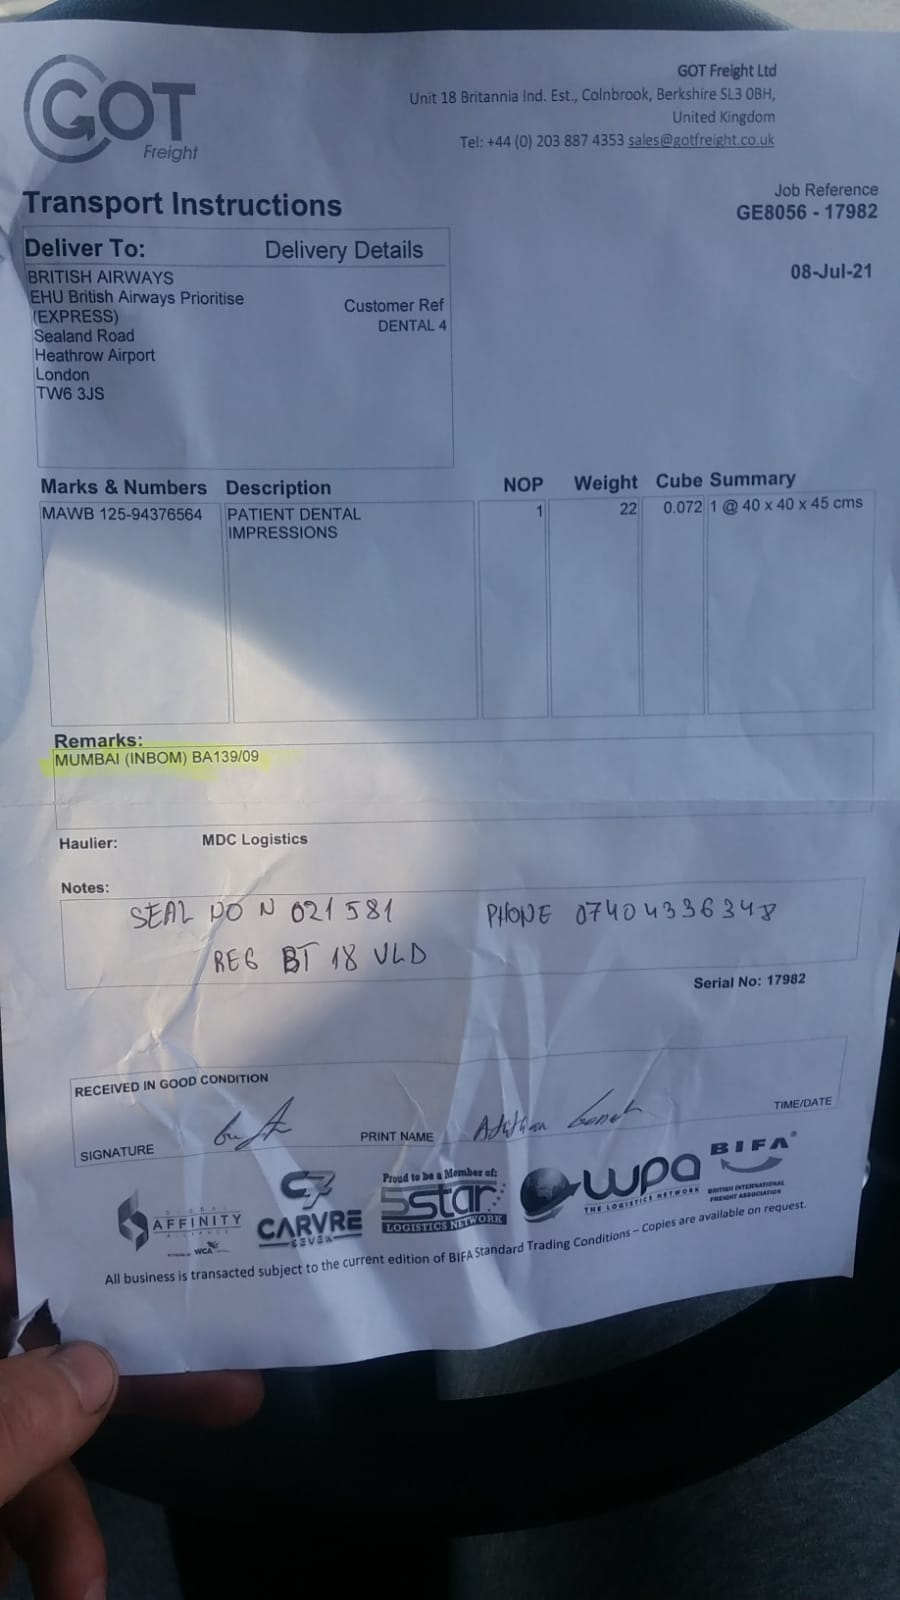 GOT
Freight
GOT Freight Ltd
Unit 18 Britannia Ind. Est., Colnbrook, Berkshire SL3 0BH,
United Kingdom
Tel: +44 (0) 203 887 4353 sales@gotfreight.co.uk
Transport Instructions
Job Reference
GE8056 - 17982
08-Jul-21
Deliver To: Delivery Details
BRITISH AIRWAYS
EHU British Airways Prioritise
(EXPRESS)
Sealand Road
Heathrow Airport
London
TW6 3JS
Customer Ref
DENTAL 4
Marks & Numbers Description NOP Weight Cube Summary
MAWB 125-94376564 PATIENT DENTAL 1 22 0.072 1 @ 40 x 40 x 45 cms
IMPRESSIONS
Remarks:
MUMBAI (INBOM) BA139/09
Haulier: MDC Logistics
Notes:
SEAL NO N 021581 PHONE 07404336348
REG BT 18 VLD
Serial No: 17982
RECEIVED IN GOOD CONDITION
SIGNATURE PRINT NAME TIME/DATE
GLOBAL
AFFINITY
ALLIANCE
WCA
C7
CARVRE
SEVEN
Proud to be a Member of:
5star
LOGISTICS NETWORK
wpa
THE LOGISTICS NETWORK
BIFA
BRITISH INTERNATIONAL
FREIGHT ASSOCIATION
All business is transacted subject to the current edition of BIFA Standard Trading Conditions – Copies are available on request.